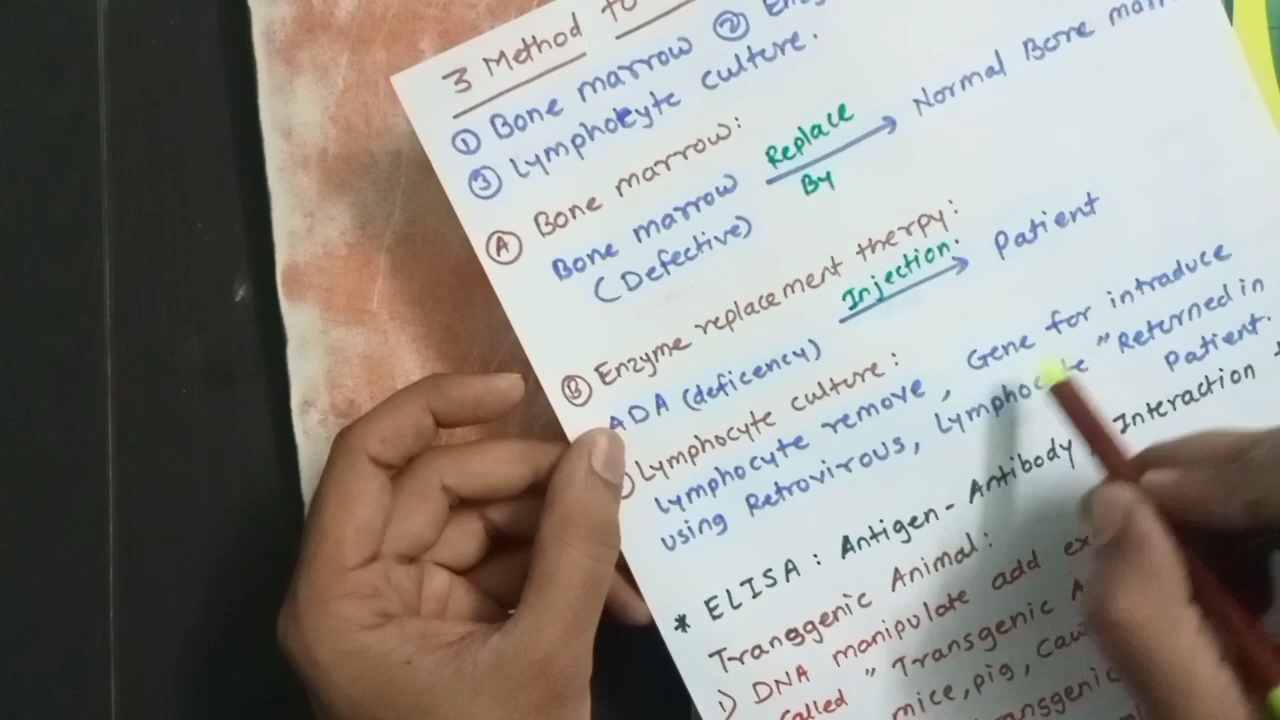 3 Method to
① Bone marrow ②
③ Lymphocyte culture.
Ⓐ Bone marrow:
Bone marrow (Defective) Replace By → Normal Bone
Ⓑ Enzyme replacement therpy:
ADA (deficency) Injection. → Patient
Lymphocyte culture:
Lymphocyte remove, Gene for intraduce
using Retrovirous, Lymphocyte "Returned in Patient.
* ELISA: Antigen-Antibody Interaction
Transgenic Animal:
1) DNA manipulate add
Called "Transgenic
mice, pig,